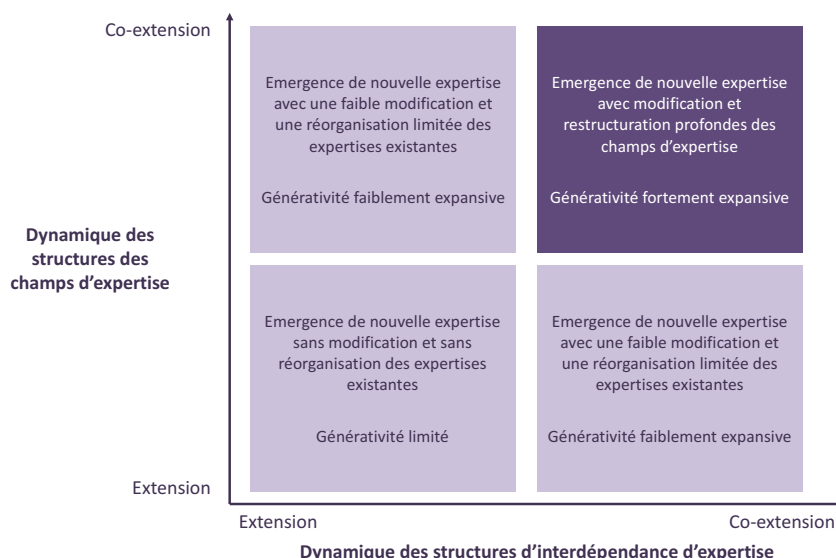 Co-extension
Emergence de nouvelle expertise
avec une faible modification et
une réorganisation limitée des
expertises existantes
Générativité faiblement expansive
Emergence de nouvelle expertise
avec modification et
restructuration profondes des
champs d'expertise
Générativité fortement expansive
Dynamique des
structures des
champs d'expertise
Emergence de nouvelle expertise
sans modification et sans
réorganisation des expertises
existantes
Générativité limité
Emergence de nouvelle expertise
avec une faible modification et
une réorganisation limitée des
expertises existantes
Générativité faiblement expansive
Extension
Extension
Co-extension
Dynamique des structures d'interdépendance d'expertise